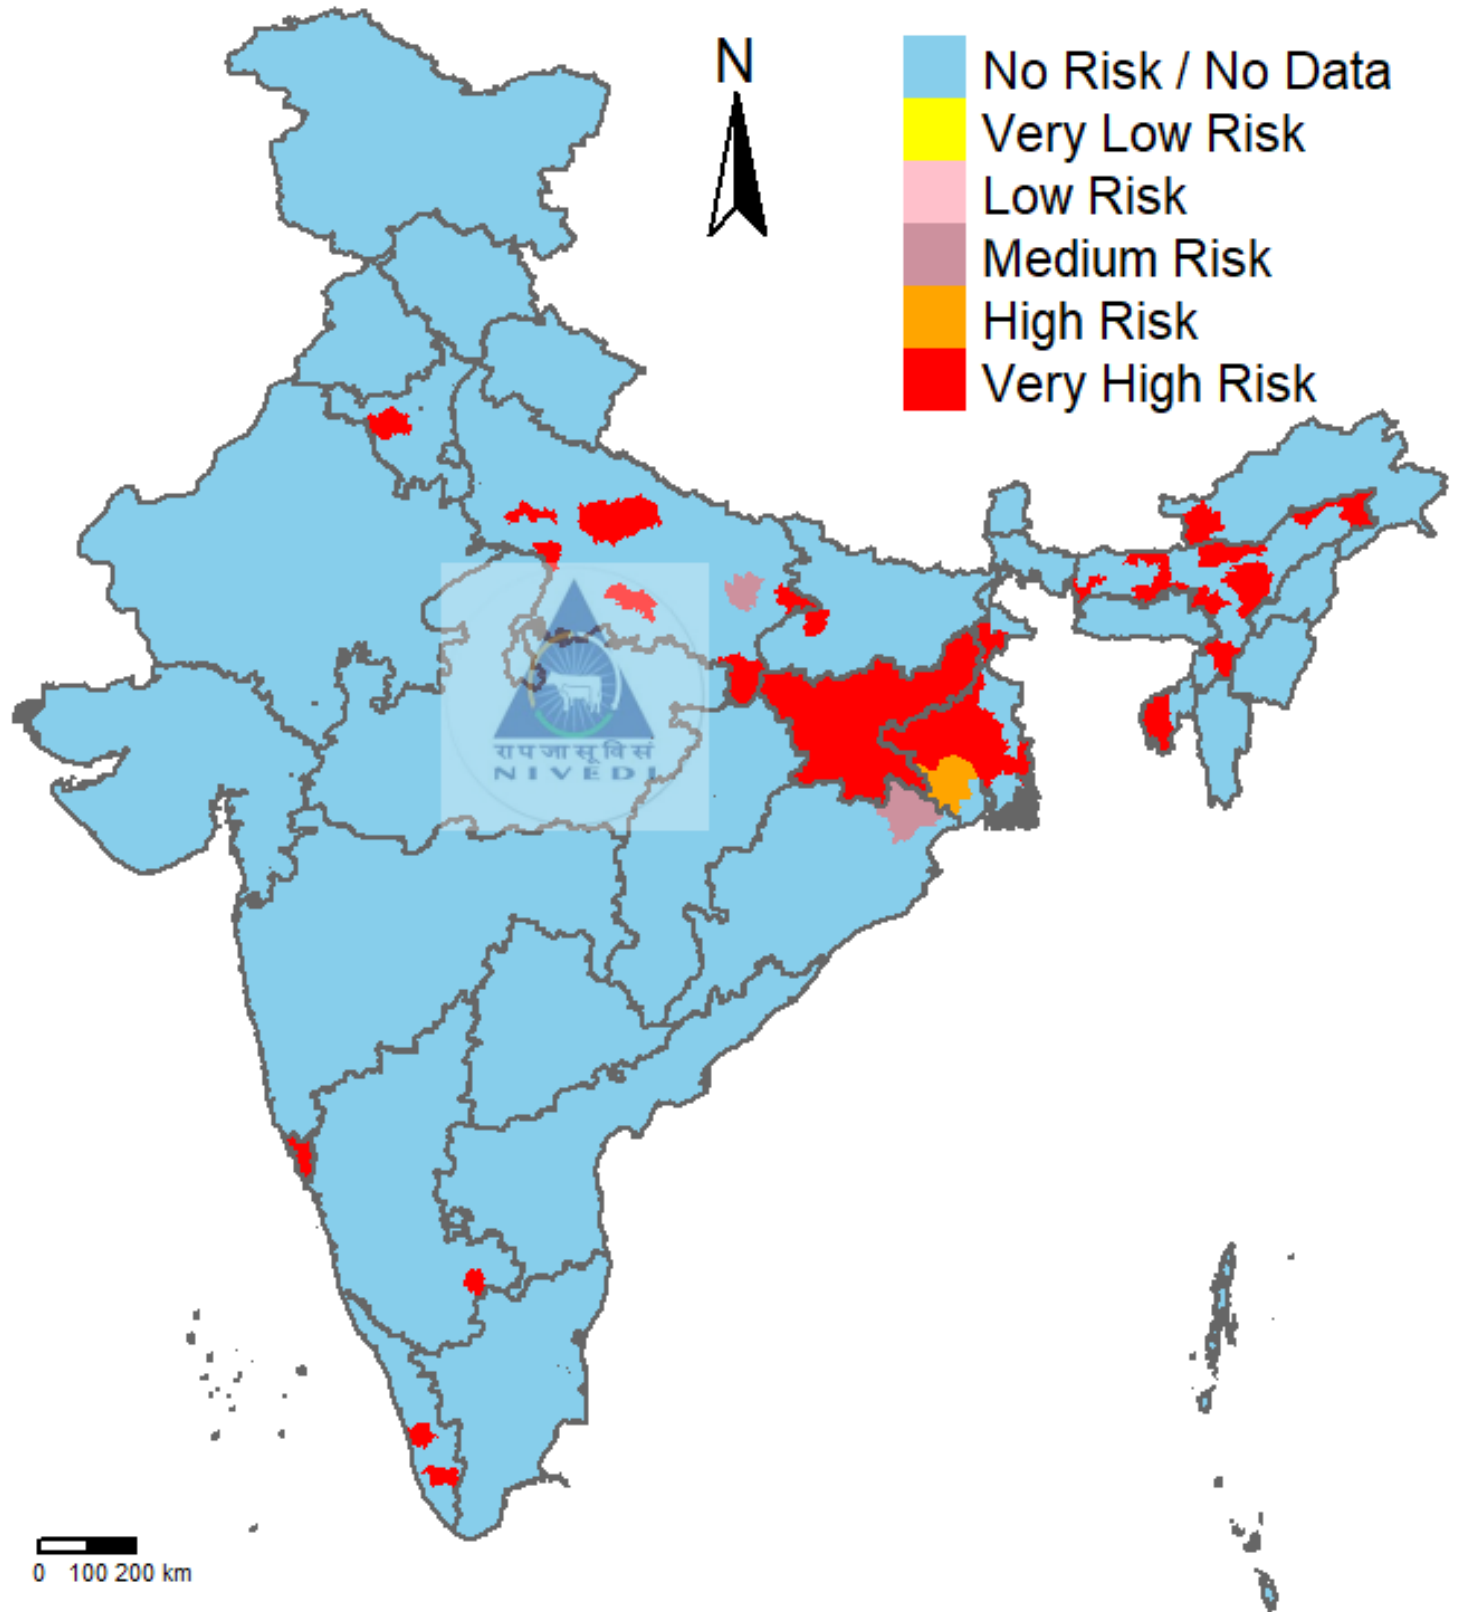 N
No Risk / No Data
Very Low Risk
Low Risk
Medium Risk
High Risk
Very High Risk
रापजासूविसं
NIVEDI
0 100 200 km